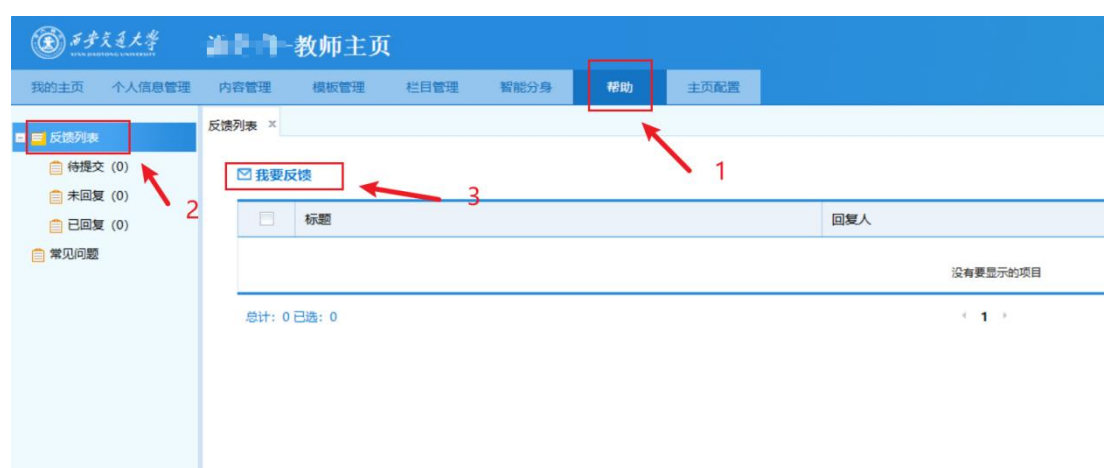 西安交通大学
XI'AN JIAOTONG UNIVERSITY
-教师主页
我的主页 个人信息管理 内容管理 模板管理 栏目管理 智能分身 帮助 主页配置
反馈列表
待提交 (0)
未回复 (0)
已回复 (0)
常见问题
反馈列表 ×
我要反馈
1
2
3
标题 回复人
没有要显示的项目
总计: 0 已选: 0
1